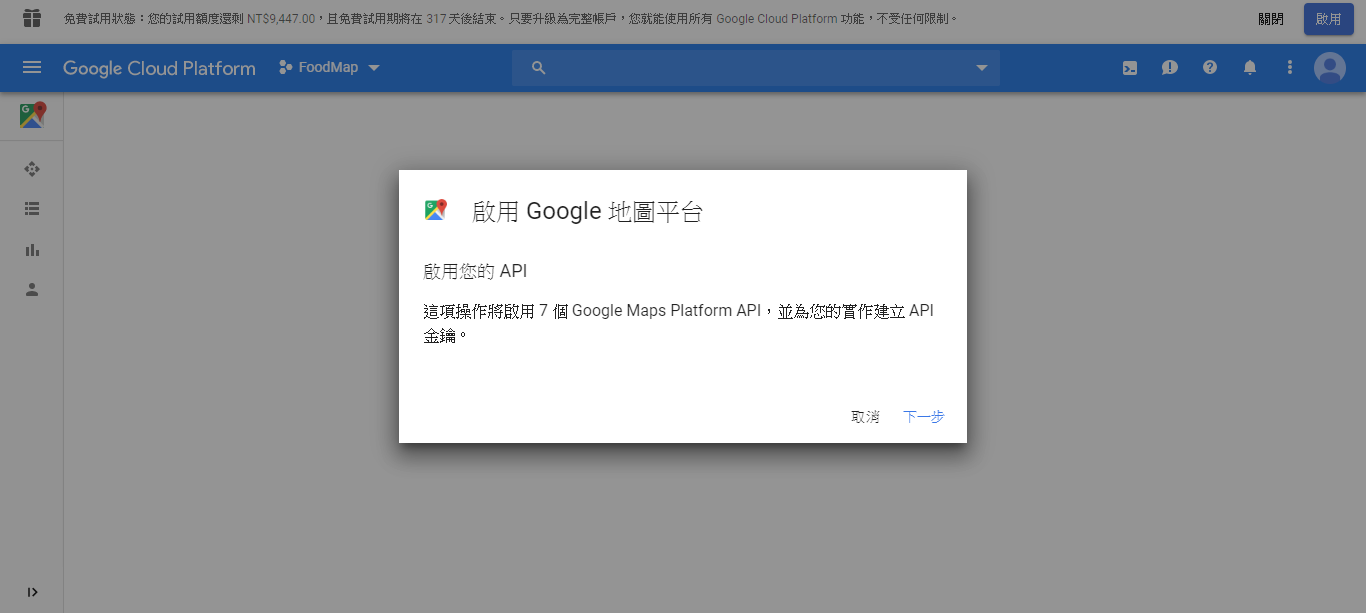 免費試用狀態：您的試用額度還剩 NT$9,447.00，且免費試用期將在 317 天後結束。只要升級為完整帳戶，您就能使用所有 Google Cloud Platform 功能，不受任何限制。
關閉
啟用
Google Cloud Platform
FoodMap
G
G
啟用 Google 地圖平台
啟用您的 API
這項操作將啟用 7 個 Google Maps Platform API，並為您的實作建立 API
金鑰。
取消
下一步